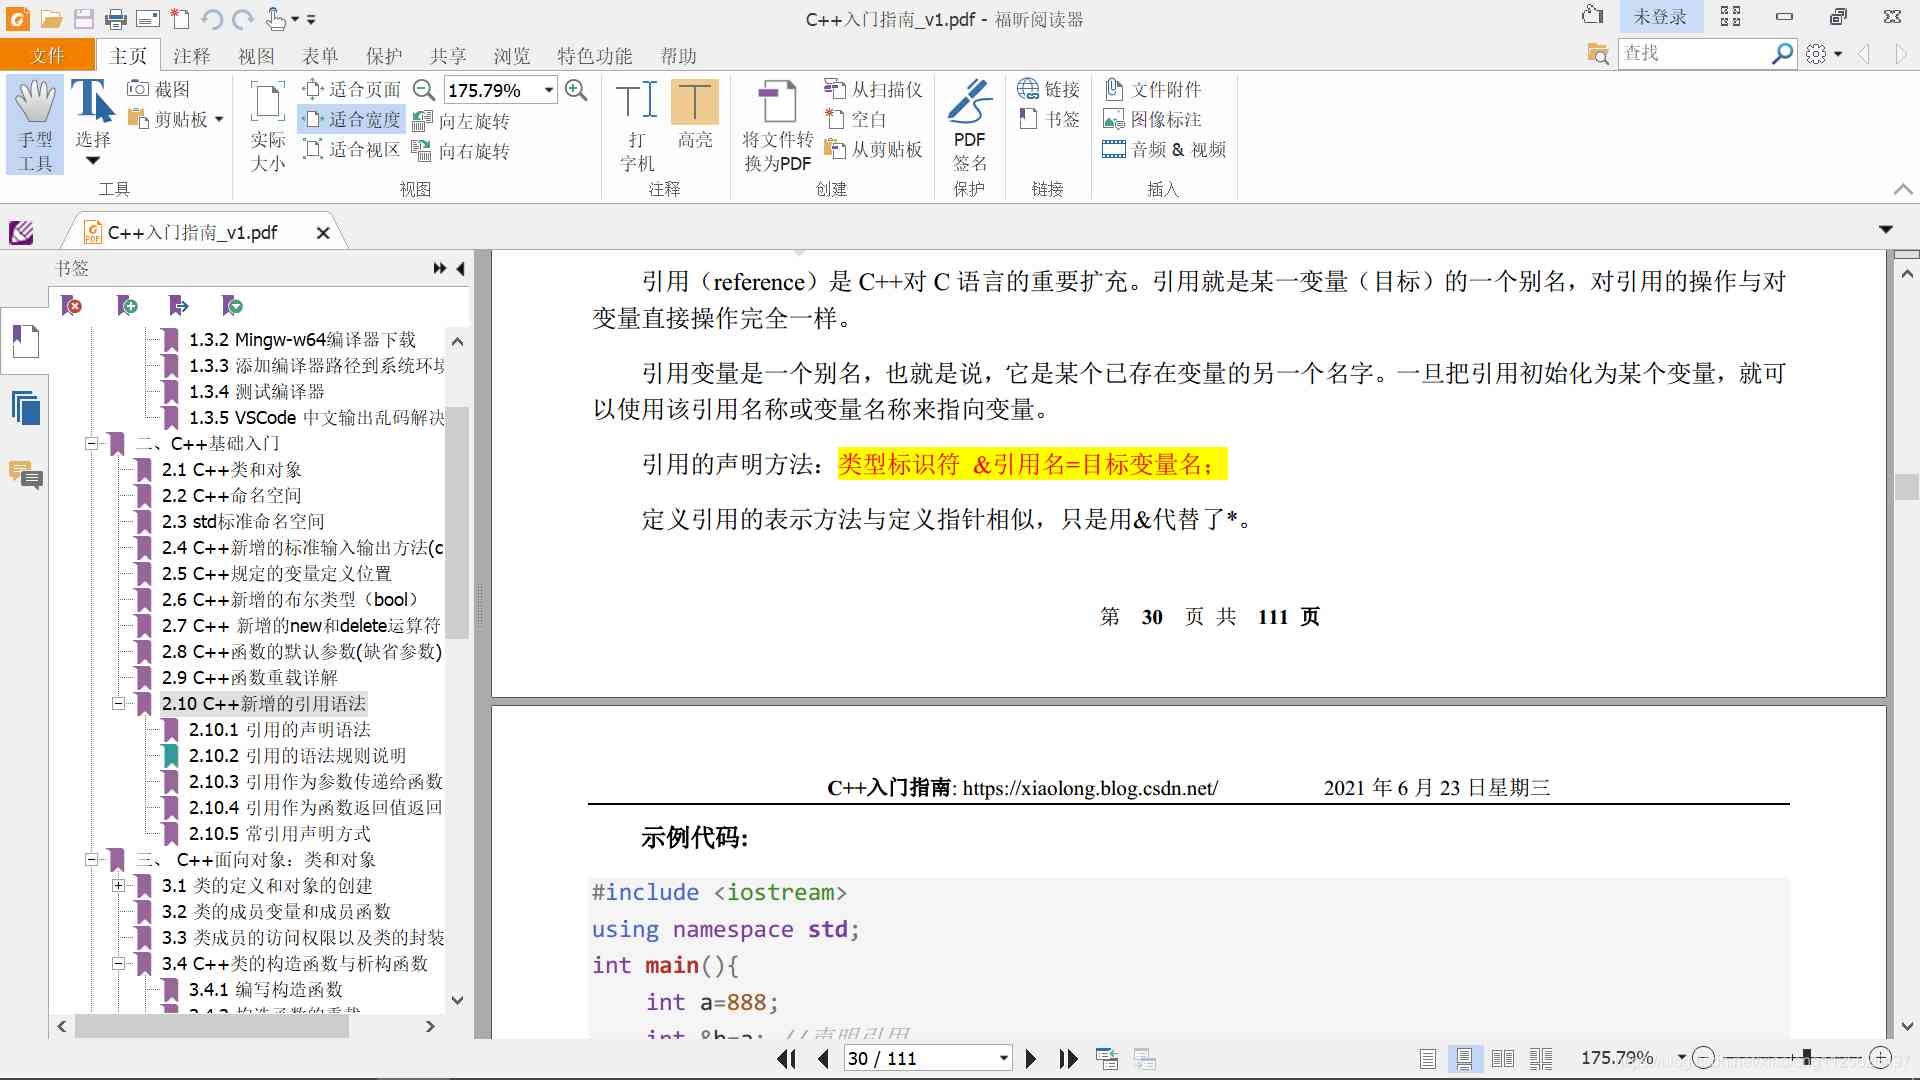 C++入门指南_v1.pdf - 福昕阅读器
未登录
文件 主页 注释 视图 表单 保护 共享 浏览 特色功能 帮助
查找
手型
工具
选择
截图
剪贴板
工具
实际
大小
适合页面
适合宽度
适合视区
175.79%
向左旋转
向右旋转
视图
打
字机
高亮
注释
将文件转
换为PDF
从扫描仪
空白
从剪贴板
创建
PDF
签名
保护
链接
书签
链接
文件附件
图像标注
音频 & 视频
插入
C++入门指南_v1.pdf
书签
1.3.2 Mingw-w64编译器下载
1.3.3 添加编译器路径到系统环境
1.3.4 测试编译器
1.3.5 VSCode 中文输出乱码解决
二、C++基础入门
2.1 C++类和对象
2.2 C++命名空间
2.3 std标准命名空间
2.4 C++新增的标准输入输出方法(c
2.5 C++规定的变量定义位置
2.6 C++新增的布尔类型（bool）
2.7 C++ 新增的new和delete运算符
2.8 C++函数的默认参数(缺省参数)
2.9 C++函数重载详解
2.10 C++新增的引用语法
2.10.1 引用的声明语法
2.10.2 引用的语法规则说明
2.10.3 引用作为参数传递给函数
2.10.4 引用作为函数返回值返回
2.10.5 常引用声明方式
三、 C++面向对象：类和对象
3.1 类的定义和对象的创建
3.2 类的成员变量和成员函数
3.3 类成员的访问权限以及类的封装
3.4 C++类的构造函数与析构函数
3.4.1 编写构造函数
3.4.2 构造函数的重载
引用（reference）是 C++对 C 语言的重要扩充。引用就是某一变量（目标）的一个别名，对引用的操作与对
变量直接操作完全一样。
引用变量是一个别名，也就是说，它是某个已存在变量的另一个名字。一旦把引用初始化为某个变量，就可
以使用该引用名称或变量名称来指向变量。
引用的声明方法：类型标识符 &引用名=目标变量名；
定义引用的表示方法与定义指针相似，只是用&代替了*。
第 30 页 共 111 页
C++入门指南: https://xiaolong.blog.csdn.net/ 2021 年 6 月 23 日星期三
示例代码：
#include <iostream>
using namespace std;
int main(){
int a=888;
int &b=a; //声明引用
30 / 111
175.79%